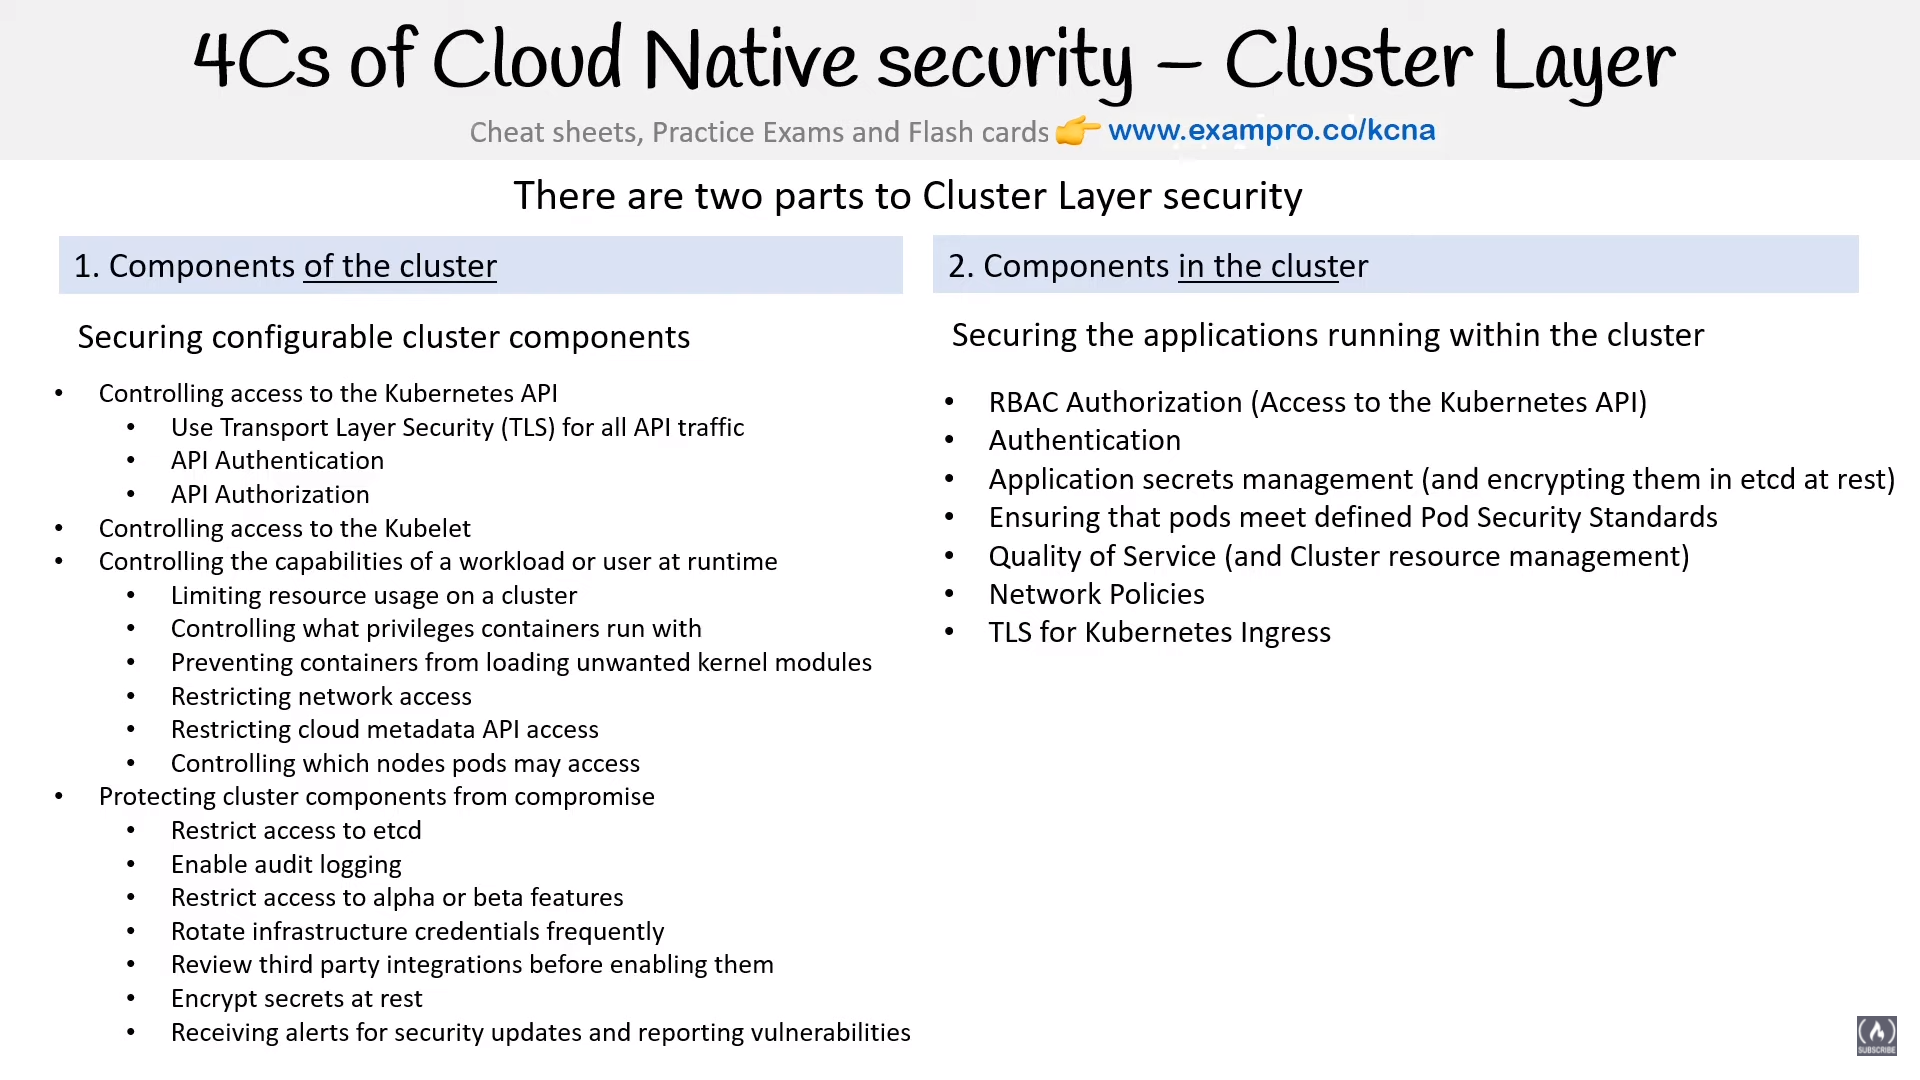 4Cs of Cloud Native security – Cluster Layer
Cheat sheets, Practice Exams and Flash cards 👉 www.exampro.co/kcna
There are two parts to Cluster Layer security
1. Components of the cluster
Securing configurable cluster components
• Controlling access to the Kubernetes API
• Use Transport Layer Security (TLS) for all API traffic
• API Authentication
• API Authorization
• Controlling access to the Kubelet
• Controlling the capabilities of a workload or user at runtime
• Limiting resource usage on a cluster
• Controlling what privileges containers run with
• Preventing containers from loading unwanted kernel modules
• Restricting network access
• Restricting cloud metadata API access
• Controlling which nodes pods may access
• Protecting cluster components from compromise
• Restrict access to etcd
• Enable audit logging
• Restrict access to alpha or beta features
• Rotate infrastructure credentials frequently
• Review third party integrations before enabling them
• Encrypt secrets at rest
• Receiving alerts for security updates and reporting vulnerabilities
2. Components in the cluster
Securing the applications running within the cluster
• RBAC Authorization (Access to the Kubernetes API)
• Authentication
• Application secrets management (and encrypting them in etcd at rest)
• Ensuring that pods meet defined Pod Security Standards
• Quality of Service (and Cluster resource management)
• Network Policies
• TLS for Kubernetes Ingress
SUBSCRIBE